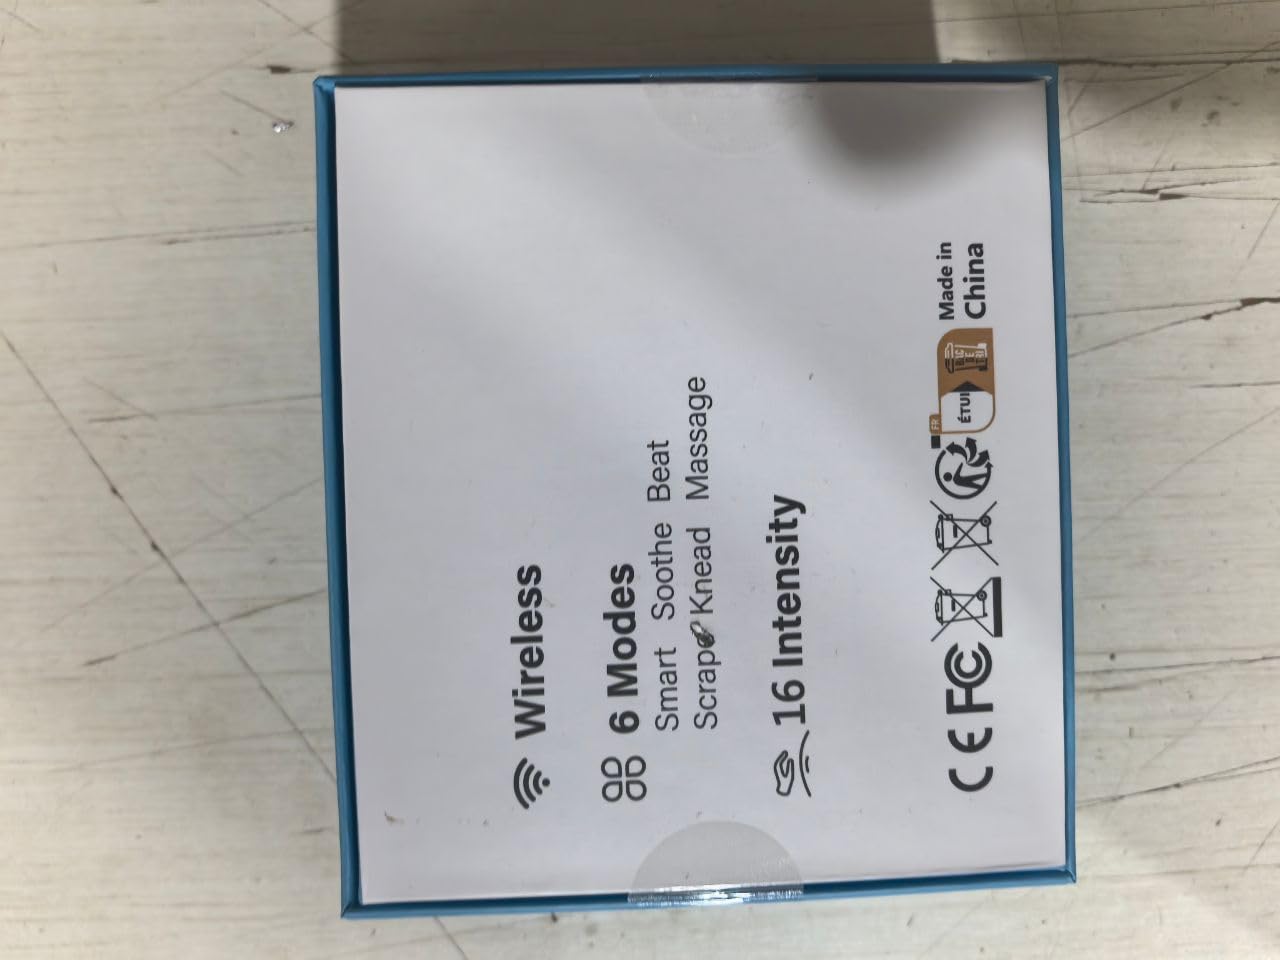 Wireless
6 Modes
Smart Soothe Beat
Scrape Knead Massage
16 Intensity
CE FC
FR
ÉTUI
Made in
China